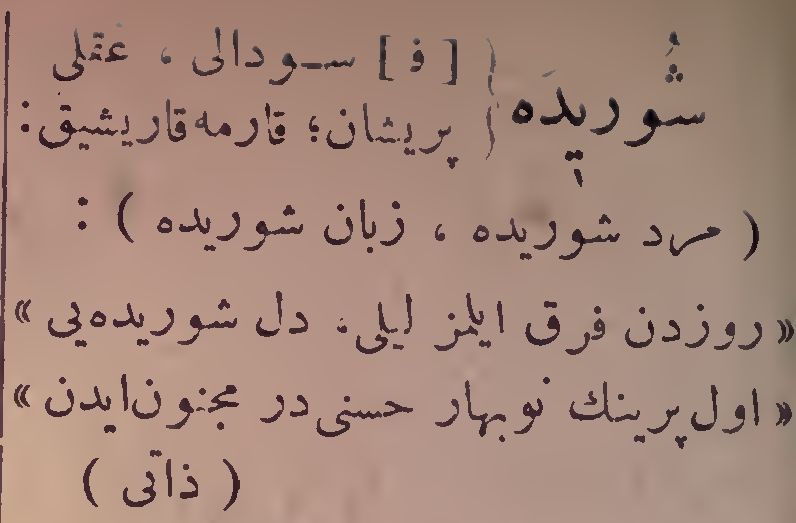 شُوریدَه { [ف] سودالی ، عقلی
پریشان؛ قارمه‌قاریشیق:
( مرد شوریده ، زبان شوریده ) :
« روزدن فرق ایلمز لیلی، دل شوریده‌یی »
« اول پرینك نوبهار حسنی‌در مجنون ایدن »
( ذاتی )